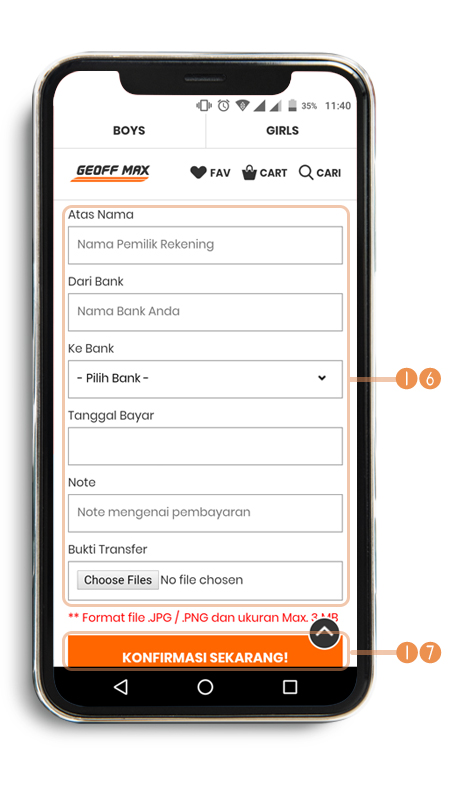 35% 11:40
BOYS GIRLS
GEOFF MAX FAV CART CARI
Atas Nama
Nama Pemilik Rekening
Dari Bank
Nama Bank Anda
Ke Bank
- Pilih Bank -
16
Tanggal Bayar
Note
Note mengenai pembayaran
Bukti Transfer
Choose Files No file chosen
** Format file .JPG / .PNG dan ukuran Max. 3 MB
KONFIRMASI SEKARANG!
17